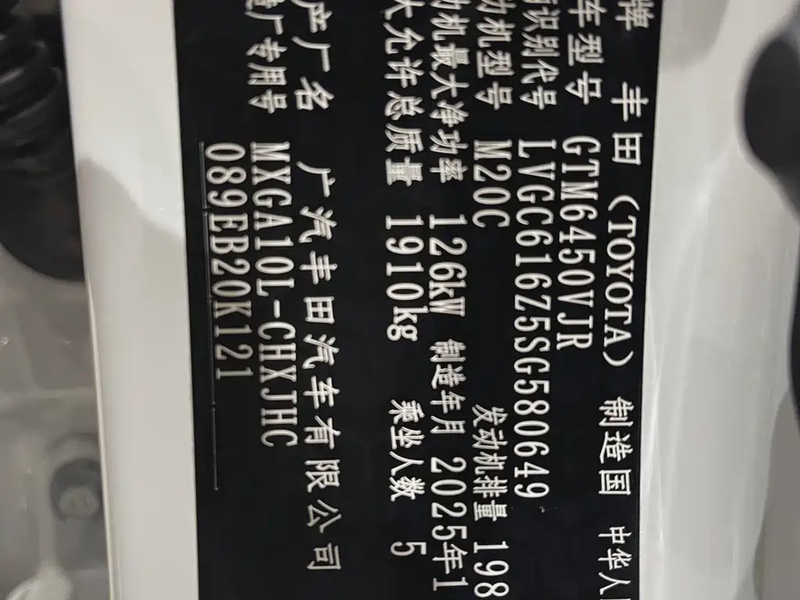 牌 丰田 (TOYOTA) 制造国 中华人
车型号 GTM6450VJR
识别代号 LVGC616Z5SG580649
动机型号 M20C 发动机排量 198
动机最大净功率 126kW 制造年月 2025年1
大允许总质量 1910kg 乘坐人数 5
产厂名 广汽丰田汽车有限公司
厂专用号 MXGA10L-CHXJHC
089EB20K121